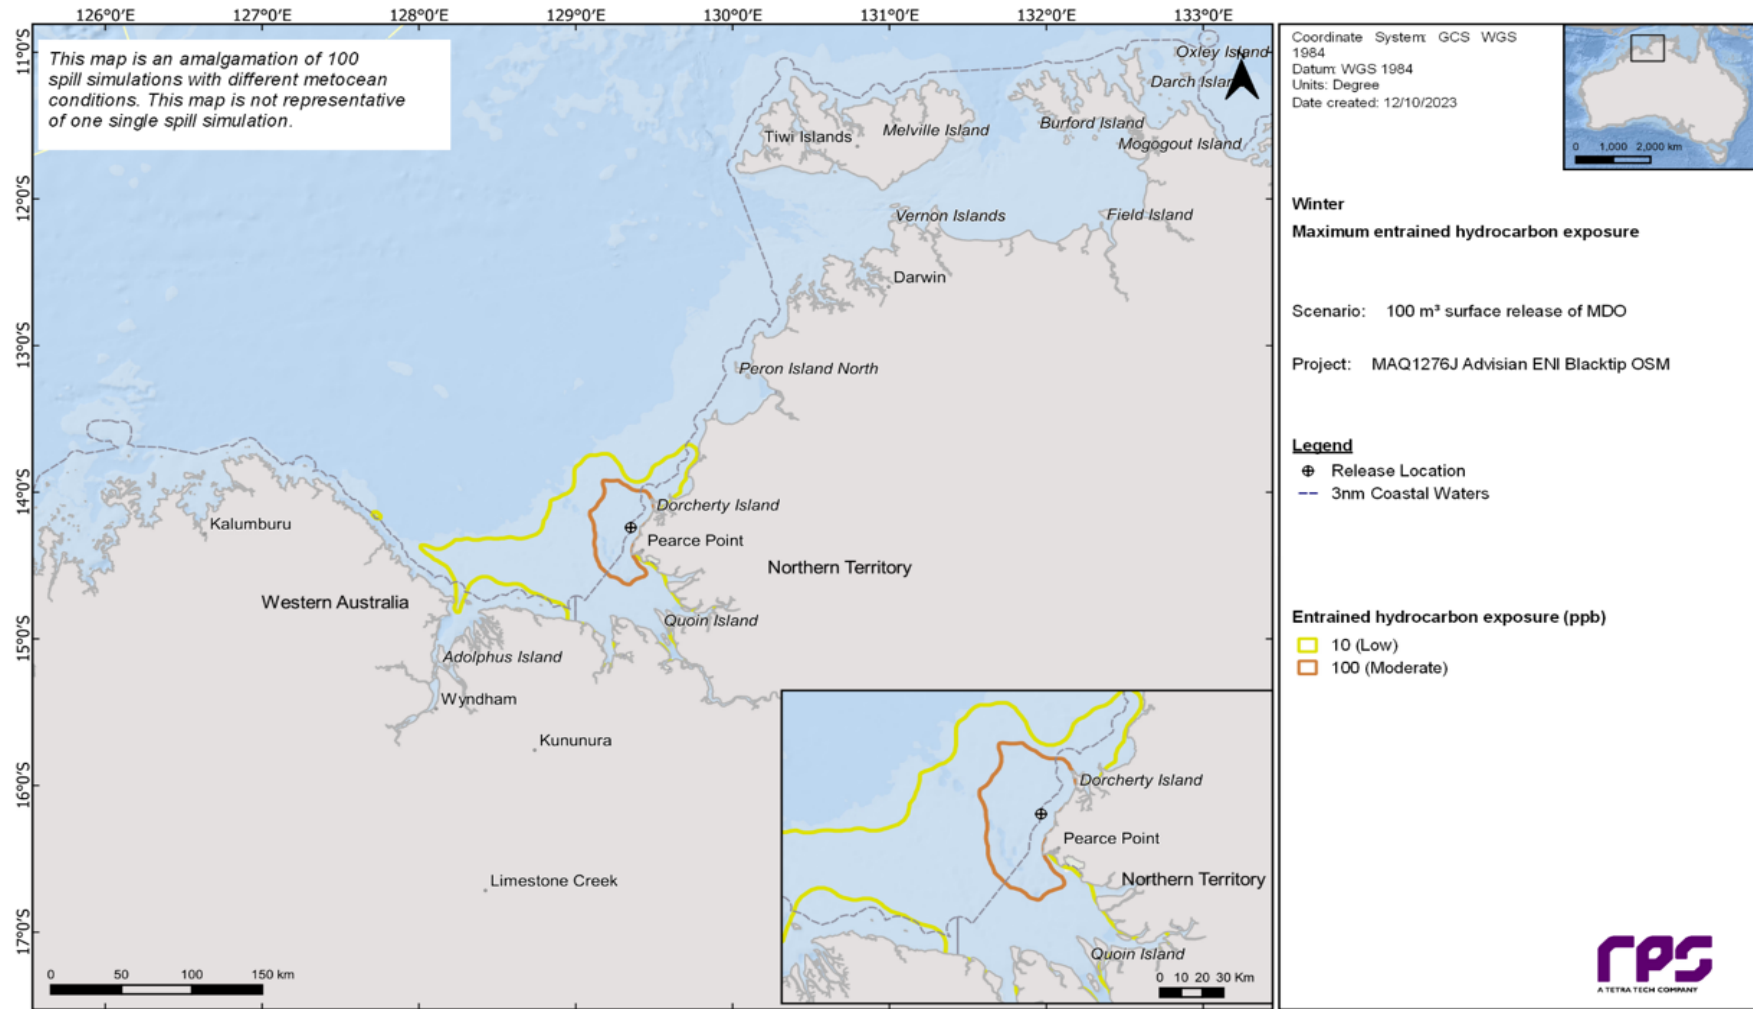 126°0'E 127°0'E 128°0'E 129°0'E 130°0'E 131°0'E 132°0'E 133°0'E
11°0'S
12°0'S
13°0'S
14°0'S
15°0'S
16°0'S
17°0'S
This map is an amalgamation of 100
spill simulations with different metocean
conditions. This map is not representative
of one single spill simulation.
Oxley Island
Darch Island
Burford Island
Mogogout Island
Tiwi Islands
Melville Island
Vernon Islands
Field Island
Darwin
Peron Island North
Dorcherty Island
Kalumburu
Pearce Point
Northern Territory
Western Australia
Quoin Island
Adolphus Island
Wyndham
Kununura
Limestone Creek
0 50 100 150 km
Dorcherty Island
Pearce Point
Northern Territory
Quoin Island
0 10 20 30 Km
Coordinate System: GCS WGS
1984
Datum: WGS 1984
Units: Degree
Date created: 12/10/2023
0 1,000 2,000 km
Winter
Maximum entrained hydrocarbon exposure
Scenario: 100 m³ surface release of MDO
Project: MAQ1276J Advisian ENI Blacktip OSM
Legend
Release Location
3nm Coastal Waters
Entrained hydrocarbon exposure (ppb)
10 (Low)
100 (Moderate)
rps
A TETRA TECH COMPANY